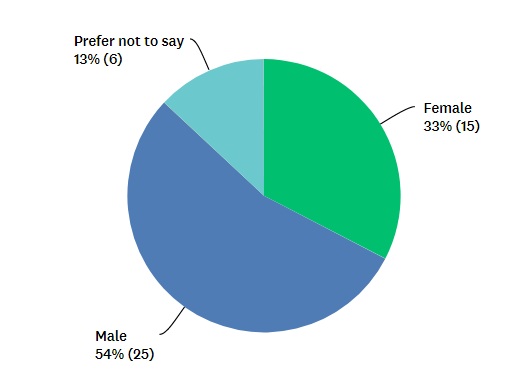 Prefer not to say
13% (6)
Female
33% (15)
Male
54% (25)